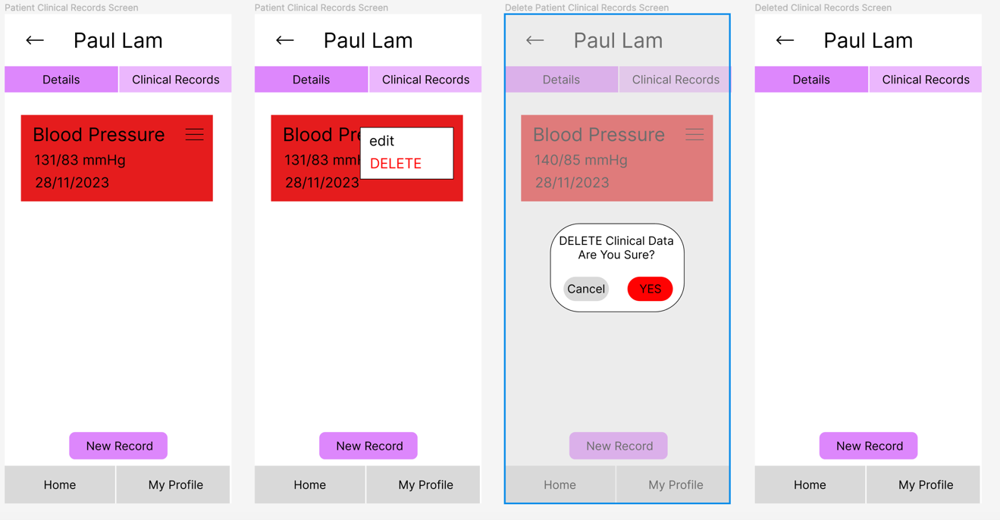 Patient Clinical Records Screen
Paul Lam
Details
Clinical Records
Blood Pressure
131/83 mmHg
28/11/2023
New Record
Home
My Profile
Patient Clinical Records Screen
Paul Lam
Details
Clinical Records
Blood Pre
edit
131/83 mmH
DELETE
28/11/2023
New Record
Home
My Profile
Delete Patient Clinical Records Screen
Paul Lam
Details
Clinical Records
Blood Pressure
140/85 mmHg
28/11/2023
DELETE Clinical Data
Are You Sure?
Cancel
YES
New Record
Home
My Profile
Deleted Clinical Records Screen
Paul Lam
Details
Clinical Records
New Record
Home
My Profile